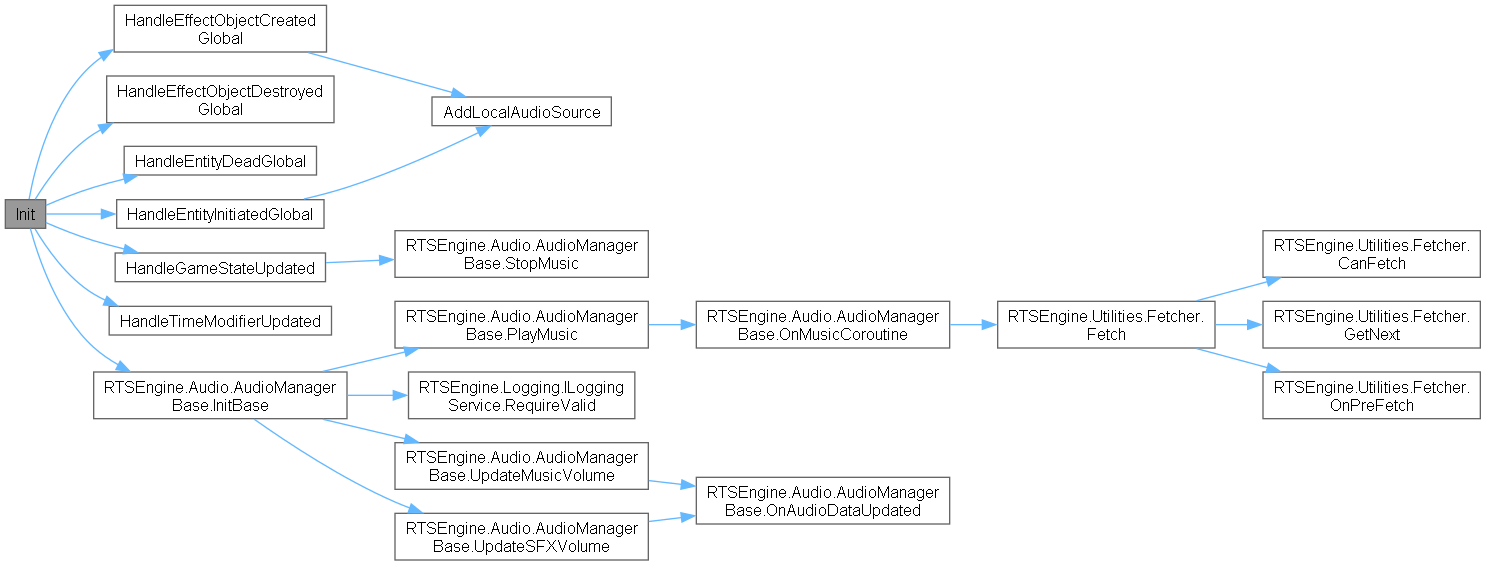 Init
HandleEffectObjectCreated
Global
HandleEffectObjectDestroyed
Global
HandleEntityDeadGlobal
HandleEntityInitiatedGlobal
HandleGameStateUpdated
HandleTimeModifierUpdated
RTSEngine.Audio.AudioManager
Base.InitBase
AddLocalAudioSource
RTSEngine.Audio.AudioManager
Base.StopMusic
RTSEngine.Audio.AudioManager
Base.PlayMusic
RTSEngine.Logging.ILogging
Service.RequireValid
RTSEngine.Audio.AudioManager
Base.UpdateMusicVolume
RTSEngine.Audio.AudioManager
Base.UpdateSFXVolume
RTSEngine.Audio.AudioManager
Base.OnMusicCoroutine
RTSEngine.Audio.AudioManager
Base.OnAudioDataUpdated
RTSEngine.Utilities.Fetcher.
Fetch
RTSEngine.Utilities.Fetcher.
CanFetch
RTSEngine.Utilities.Fetcher.
GetNext
RTSEngine.Utilities.Fetcher.
OnPreFetch